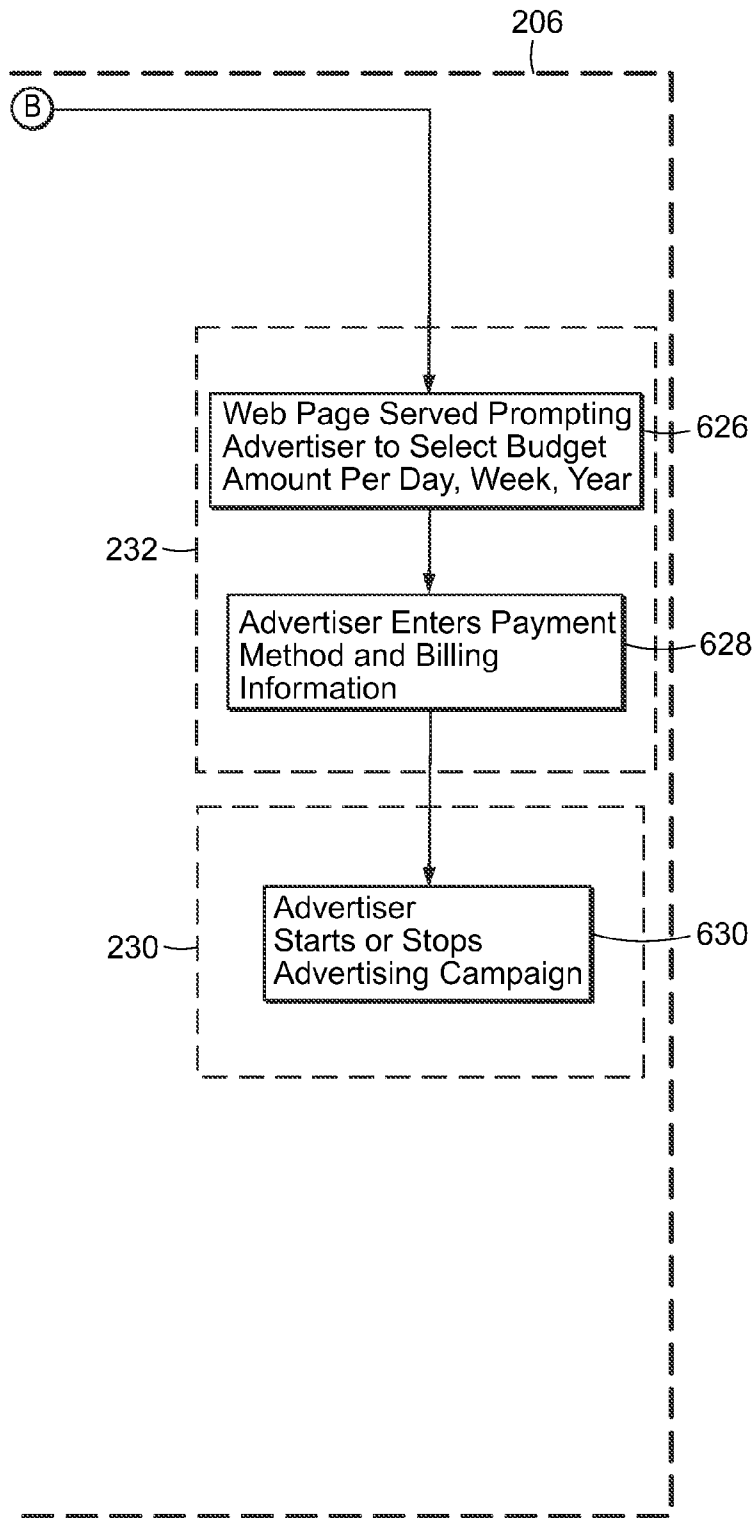 206
B
Web Page Served Prompting
Advertiser to Select Budget
Amount Per Day, Week, Year
626
232
Advertiser Enters Payment
Method and Billing
Information
628
Advertiser
Starts or Stops
Advertising Campaign
230
630